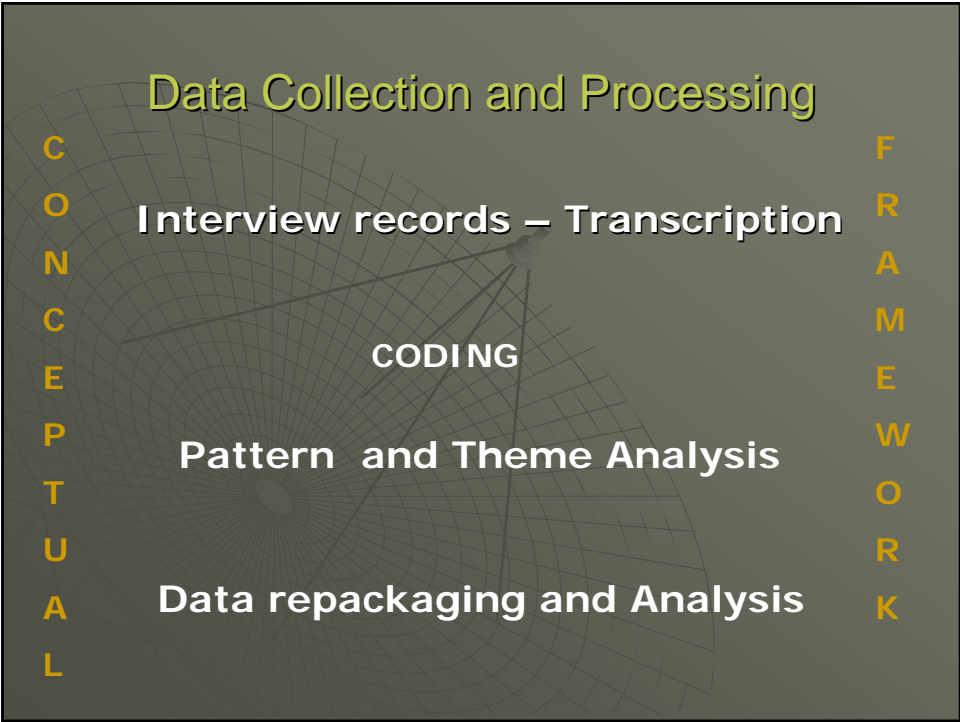 Data Collection and Processing
CONCEPTUAL
Interview records – Transcription
CODING
Pattern and Theme Analysis
Data repackaging and Analysis
FRAMEWORK